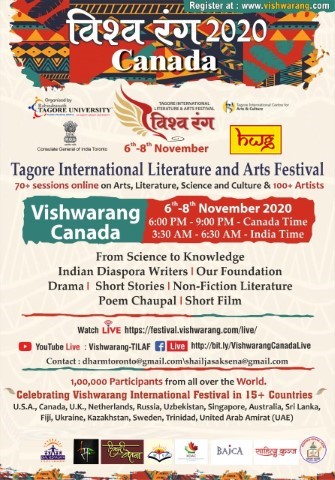 Register at : www.vishwarang.com
विश्व रंग 2020
Canada
Organised by
Rabindranath
TAGORE UNIVERSITY
TAGORE INTERNATIONAL
LITERATURE & ARTS FESTIVAL
विश्व रंग
Tagore International Centre for
Arts & Culture
Consulate General of India Toronto
6th-8th November
हwg
Tagore International Literature and Arts Festival
70+ sessions online on Arts, Literature, Science and Culture & 100+ Artists
Vishwarang
Canada
6th-8th November 2020
6:00 PM - 9:00 PM - Canada Time
3:30 AM - 6:30 AM - India Time
From Science to Knowledge
Indian Diaspora Writers | Our Foundation
Drama | Short Stories | Non-Fiction Literature
Poem Chaupal | Short Film
Watch LIVE https://festival.vishwarang.com/live/
YouTube Live : Vishwarang-TILAF f Live http://bit.ly/VishwarangCanadaLive
Contact : dharmtoronto@gmail.com\shailjasaksena@gmail.com
1,00,000 Participants from all over the World.
Celebrating Vishwarang International Festival in 15+ Countries
U.S.A., Canada, U.K., Netherlands, Russia, Uzbekistan, Singapore, Australia, Sri Lanka,
Fiji, Ukraine, Kazakhstan, Sweden, Trinidad, United Arab Amirat (UAE)
BAICA
साहित्य कुञ्ज